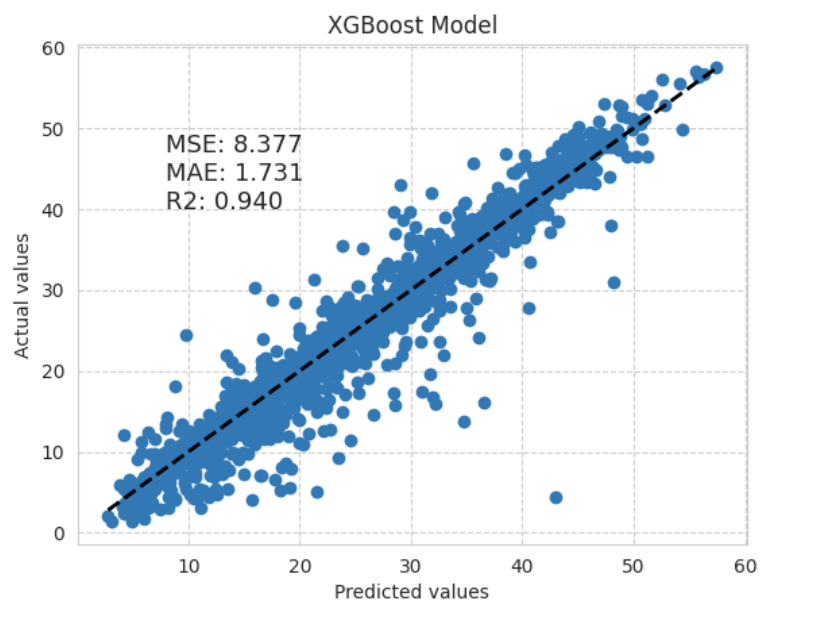 XGBoost Model
60
50
40
30
20
10
0
MSE: 8.377
MAE: 1.731
R2: 0.940
Actual values
10 20 30 40 50 60
Predicted values